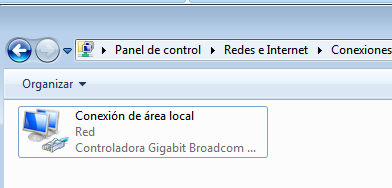 Panel de control ▸ Redes e Internet ▸ Conexiones
Organizar
Conexión de área local
Red
Controladora Gigabit Broadcom ...